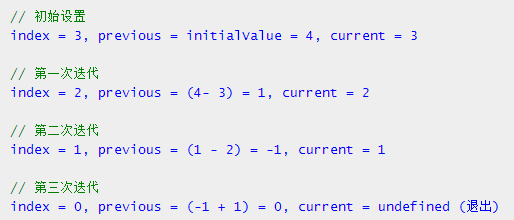 // 初始设置
index = 3, previous = initialValue = 4, current = 3
// 第一次迭代
index = 2, previous = (4- 3) = 1, current = 2
// 第二次迭代
index = 1, previous = (1 - 2) = -1, current = 1
// 第三次迭代
index = 0, previous = (-1 + 1) = 0, current = undefined (退出)